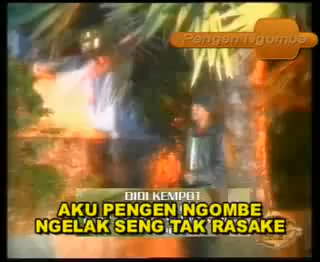 Pengen Ngombe
DIDI KEMPOT
AKU PENGEN NGOMBE
NGELAK SENG TAK RASAKE